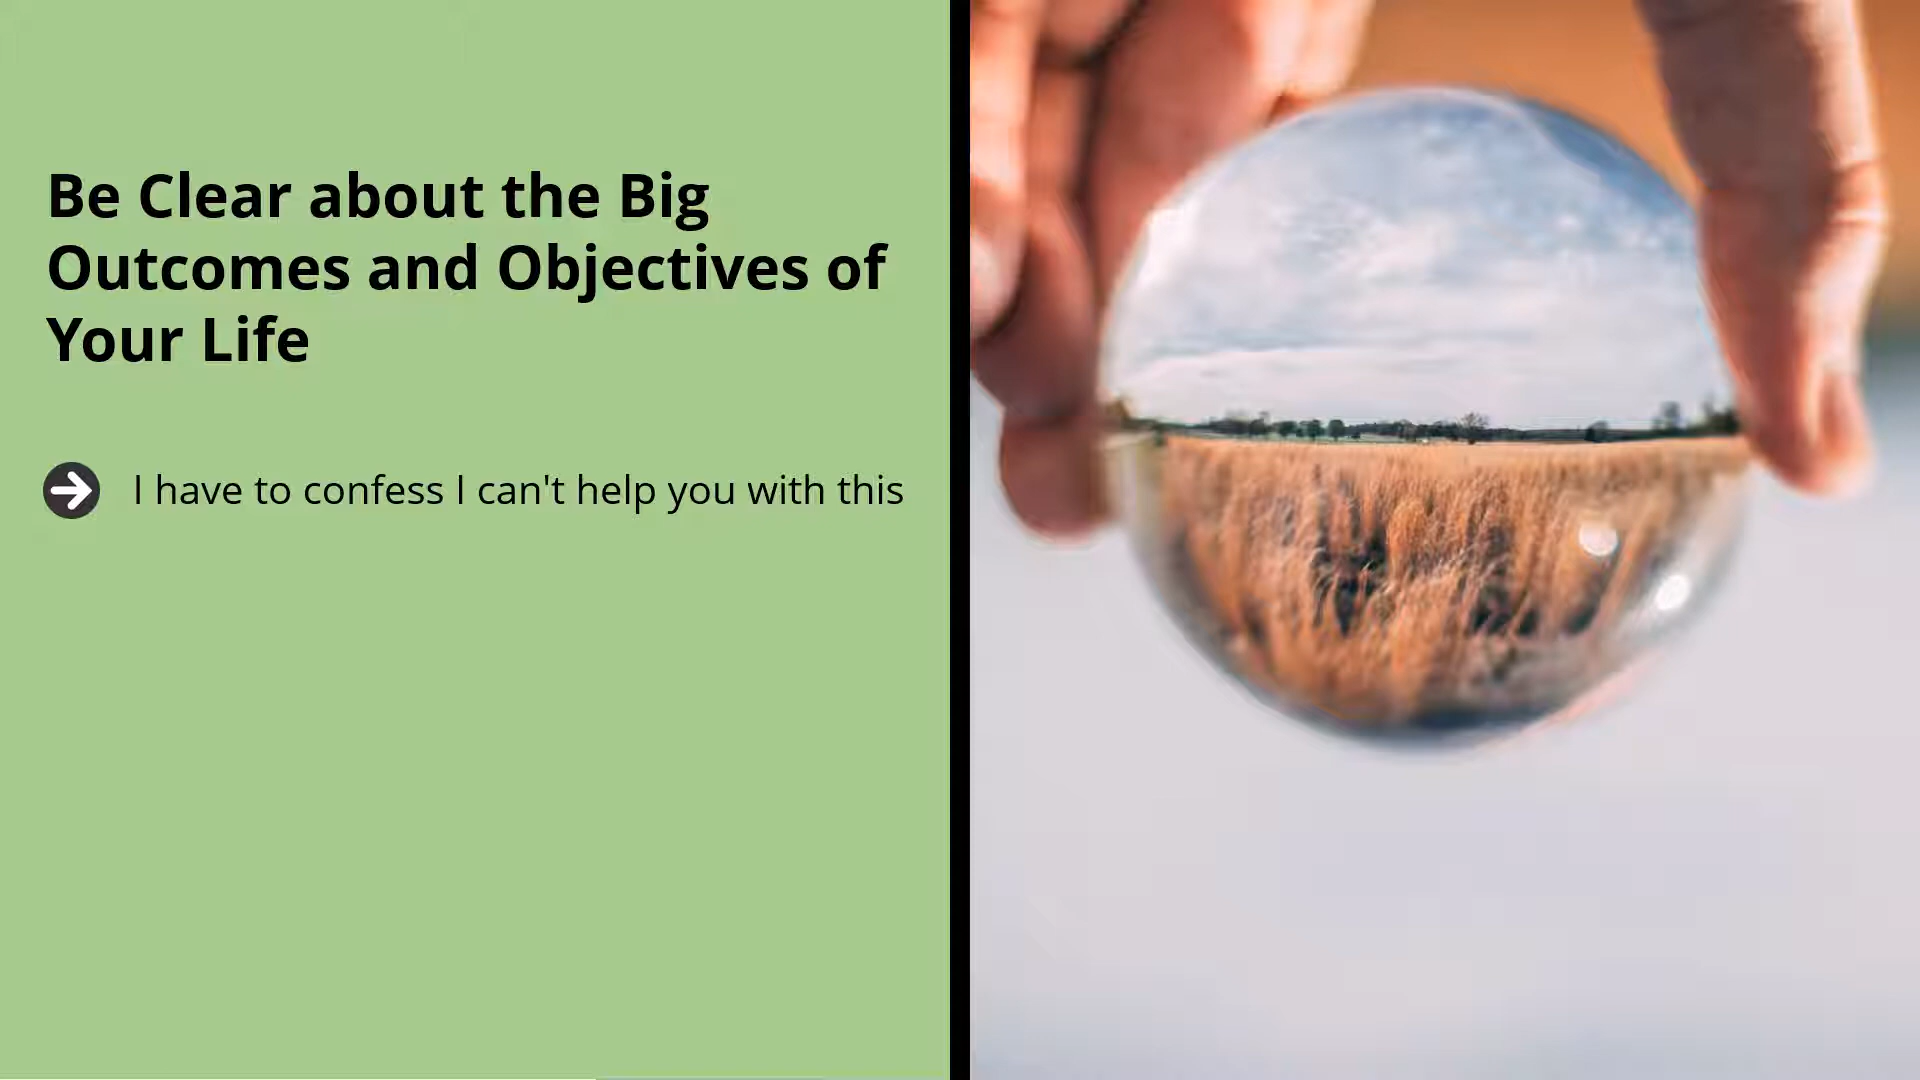 Be Clear about the Big
Outcomes and Objectives of
Your Life
I have to confess I can't help you with this